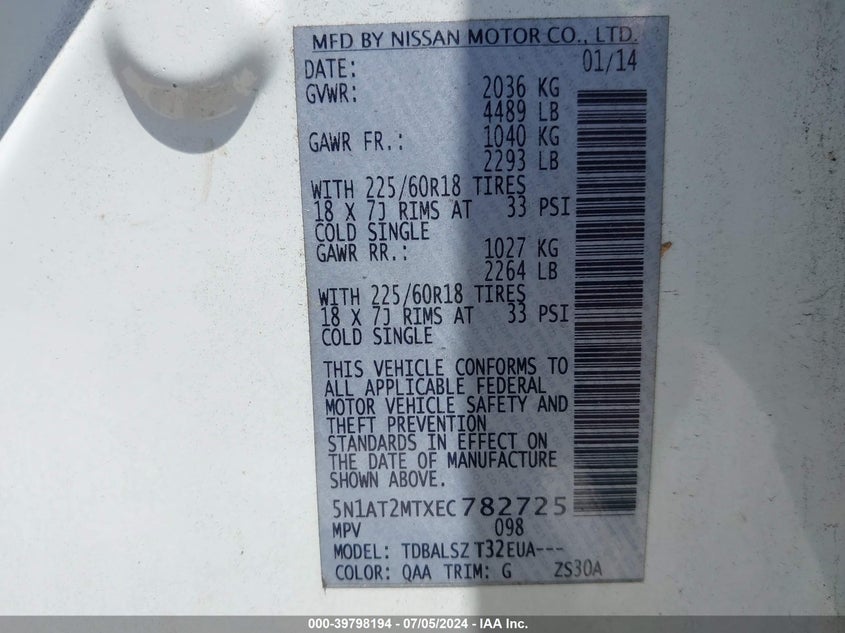 MFD BY NISSAN MOTOR CO., LTD.
DATE: 01/14
GVWR: 2036 KG
4489 LB
GAWR FR.: 1040 KG
2293 LB
WITH 225/60R18 TIRES
18 X 7J RIMS AT 33 PSI
COLD SINGLE
GAWR RR.: 1027 KG
2264 LB
WITH 225/60R18 TIRES
18 X 7J RIMS AT 33 PSI
COLD SINGLE
THIS VEHICLE CONFORMS TO
ALL APPLICABLE FEDERAL
MOTOR VEHICLE SAFETY AND
THEFT PREVENTION
STANDARDS IN EFFECT ON
THE DATE OF MANUFACTURE
SHOWN ABOVE.
5N1AT2MTXEC782725
MPV 098
MODEL: TDBALSZ T32EUA---
COLOR: QAA TRIM: G ZS30A
000-39798194 - 07/05/2024 - IAA Inc.